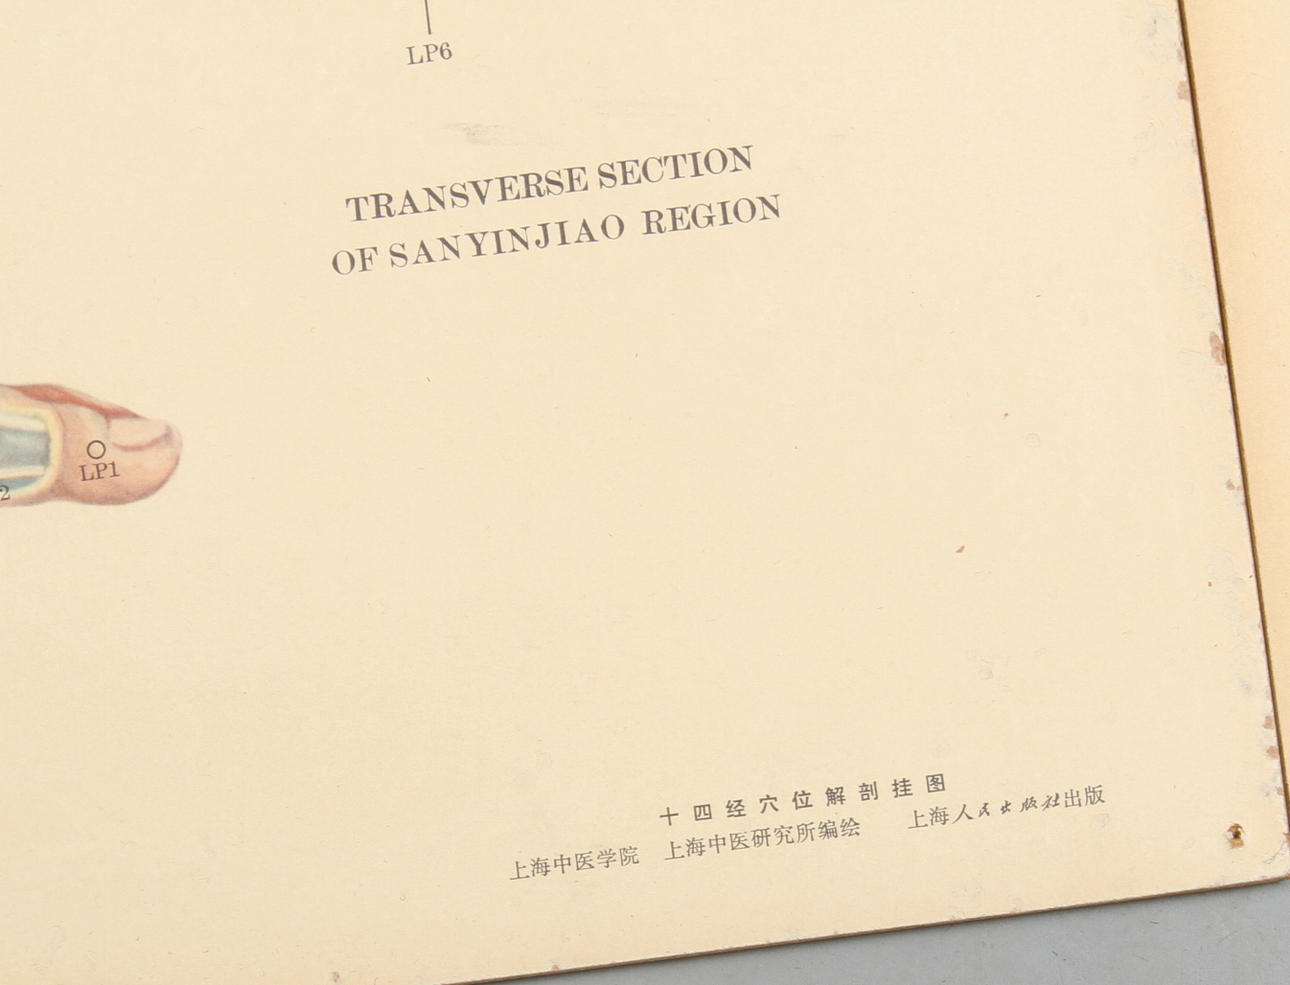 LP6
TRANSVERSE SECTION
OF SANYINJIAO REGION
LP1
2
十四经穴位解剖挂图
上海中医学院 上海中医研究所编绘 上海人民出版社出版